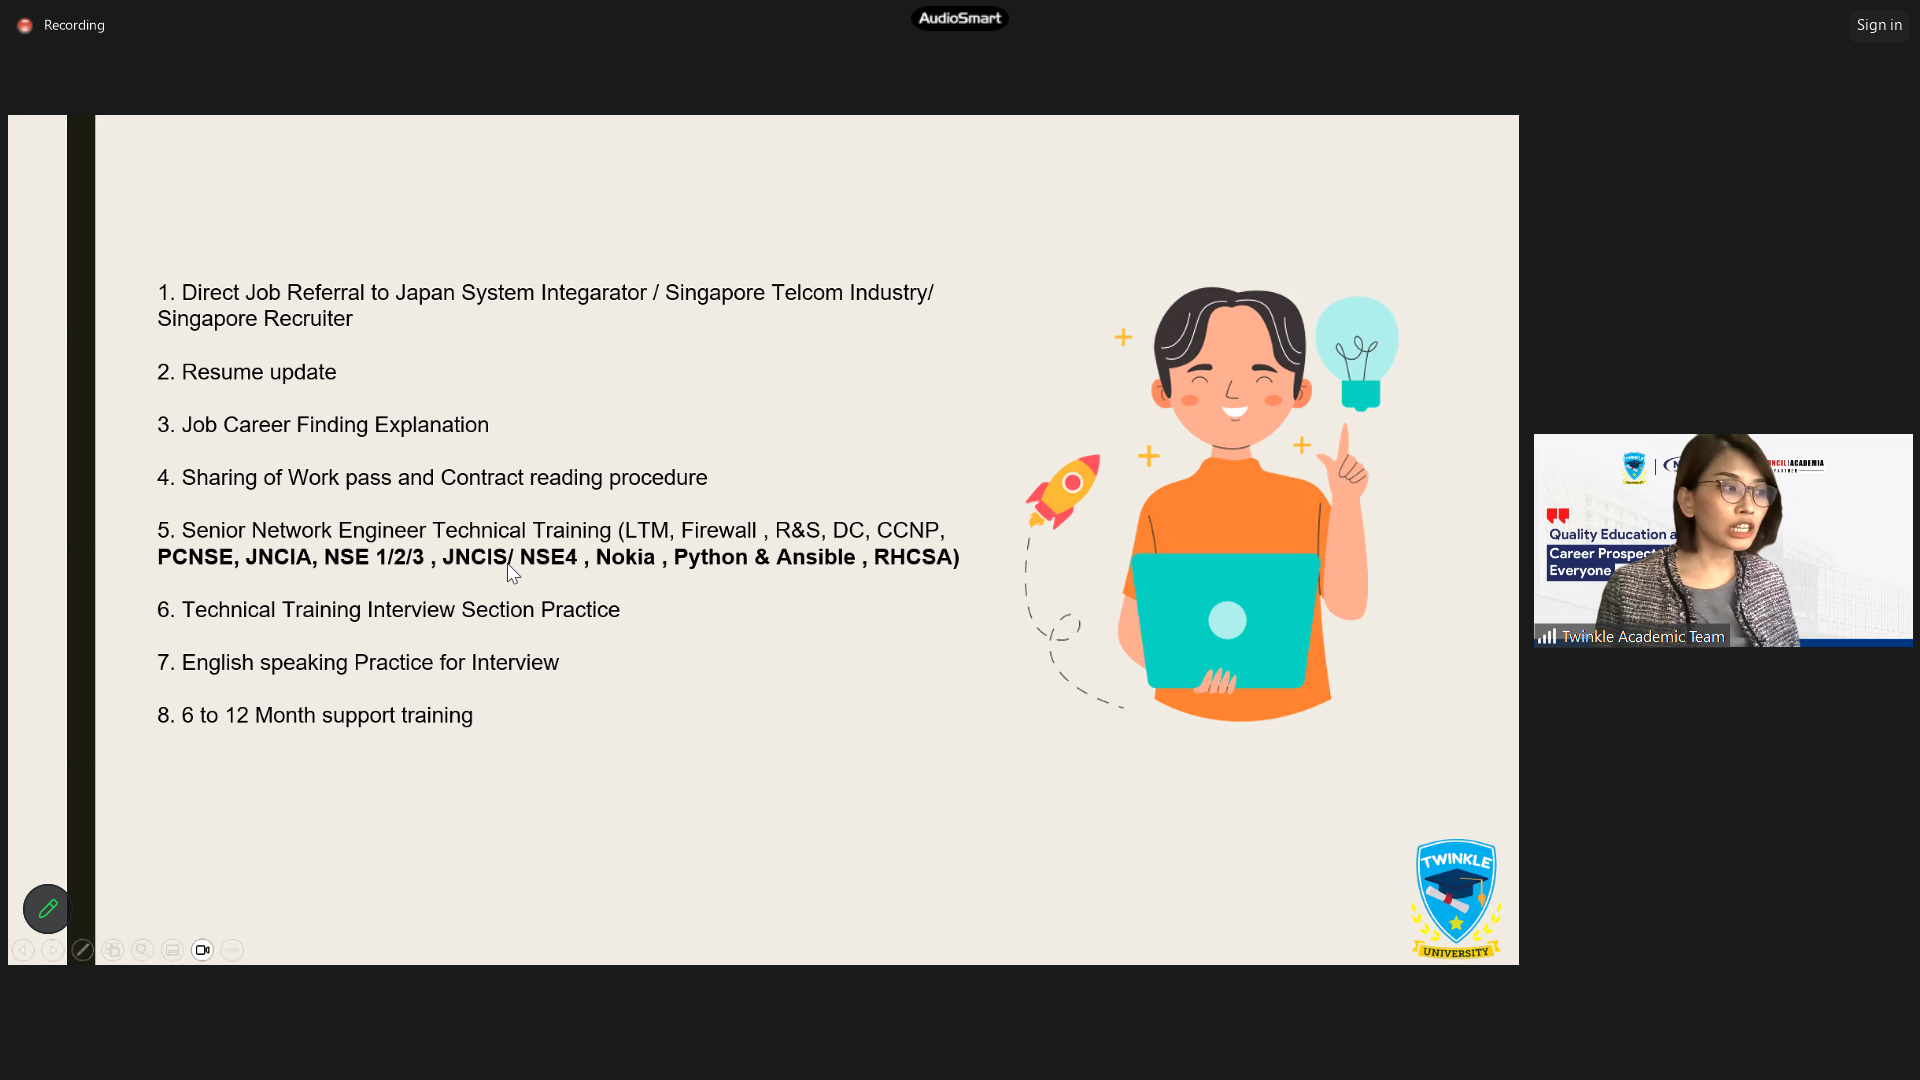 Recording
AudioSmart
Sign in
1. Direct Job Referral to Japan System Integarator / Singapore Telcom Industry/
Singapore Recruiter
2. Resume update
3. Job Career Finding Explanation
4. Sharing of Work pass and Contract reading procedure
5. Senior Network Engineer Technical Training (LTM, Firewall , R&S, DC, CCNP,
PCNSE, JNCIA, NSE 1/2/3 , JNCIS/ NSE4 , Nokia , Python & Ansible , RHCSA)
6. Technical Training Interview Section Practice
7. English speaking Practice for Interview
8. 6 to 12 Month support training
TWINKLE
UNIVERSITY
ACADEMIA
Quality Education
Career
Everyone
Twinkle Academic Team